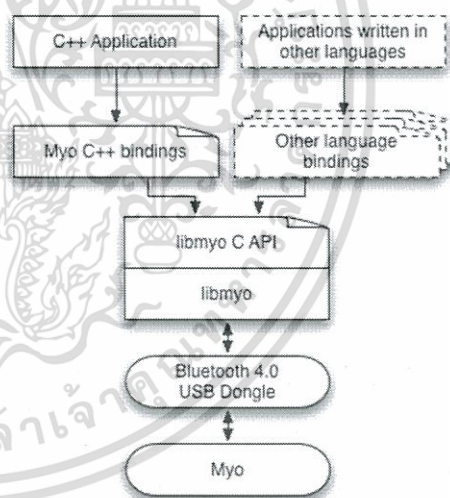 C++ Application
Applications written in
other languages
Myo C++ bindings
Other language
bindings
libmyo C API
libmyo
Bluetooth 4.0
USB Dongle
Myo